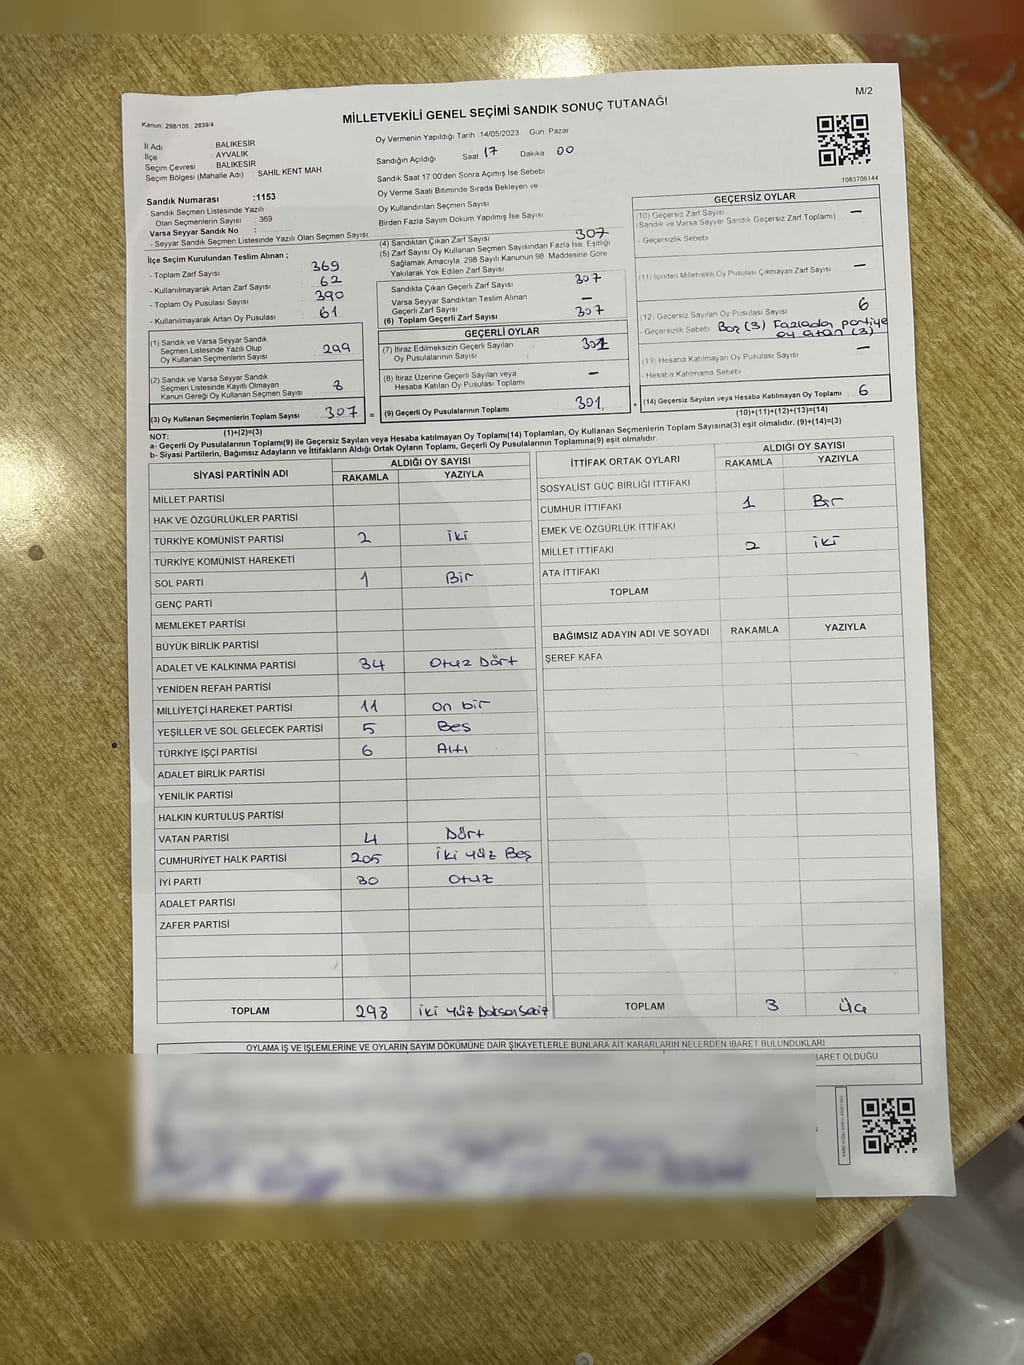 M/2
MİLLETVEKİLİ GENEL SEÇİMİ SANDIK SONUÇ TUTANAĞI
Kanun: 298/105 ; 2839/4
İl Adı : BALIKESİR
İlçe : AYVALIK
Seçim Çevresi : BALIKESİR
Seçim Bölgesi (Mahalle Adı) SAHİL KENT MAH.
Sandık Numarası :1153
- Sandık Seçmen Listesinde Yazılı
Olan Seçmenlerin Sayısı : 369
Varsa Seyyar Sandık No :
- Seyyar Sandık Seçmen Listesinde Yazılı Olan Seçmen Sayısı
İlçe Seçim Kurulundan Teslim Alınan ;
- Toplam Zarf Sayısı : 369
- Kullanılmayarak Artan Zarf Sayısı : 62
- Toplam Oy Pusulası Sayısı : 390
- Kullanılmayarak Artan Oy Pusulası : 61
(1) Sandık ve Varsa Seyyar Sandık
Seçmen Listesinde Yazılı Olup
Oy Kullanan Seçmenlerin Sayısı 299
(2) Sandık ve Varsa Seyyar Sandık
Seçmen Listesinde Kayıtlı Olmayan
Kanun Gereği Oy Kullanan Seçmen Sayısı 8
(3) Oy Kullanan Seçmenlerin Toplam Sayısı 307 =
(1)+(2)=(3)
Oy Vermenin Yapıldığı Tarih 14/05/2023 Gün Pazar
Sandığın Açıldığı Saat 17 Dakika 00
Sandık Saat 17.00'den Sonra Açımış İse Sebebi
Oy Verme Saati Bitiminde Sırada Bekleyen ve
Oy Kullandırılan Seçmen Sayısı
Birden Fazla Sayım Döküm Yapılmış İse Sayısı
(4) Sandıktan Çıkan Zarf Sayısı 307
(5) Zarf Sayısı Oy Kullanan Seçmen Sayısından Fazla İse, Eşitliği
Sağlamak Amacıyla, 298 Sayılı Kanunun 98. Maddesine Göre
Yakılarak Yok Edilen Zarf Sayısı
Sandıkta Çıkan Geçerli Zarf Sayısı 307
Varsa Seyyar Sandıktan Teslim Alınan
Geçerli Zarf Sayısı –
(6) Toplam Geçerli Zarf Sayısı 307
GEÇERLİ OYLAR
(7) İtiraz Edilmeksizin Geçerli Sayılan
Oy Pusulalarının Sayısı 301
(8) İtiraz Üzerine Geçerli Sayılan veya
Hesaba Katılan Oy Pusulası Toplamı –
(9) Geçerli Oy Pusulalarının Toplamı 301 +
1083706144
GEÇERSİZ OYLAR
(10) Geçersiz Zarf Sayısı
(Sandık ve Varsa Seyyar Sandık Geçersiz Zarf Toplamı) –
- Geçersizlik Sebebi
(11) İçinden Milletvekili Oy Pusulası Çıkmayan Zarf Sayısı –
(12) Geçersiz Sayılan Oy Pusulası Sayısı 6
- Geçersizlik Sebebi Boş (3) Fazladan partiye
oy atan (3)
(13) Hesaba Katılmayan Oy Pusulası Sayısı –
- Hesaba Katılmama Sebebi
(14) Geçersiz Sayılan veya Hesaba Katılmayan Oy Toplamı 6
(10)+(11)+(12)+(13)=(14)
NOT:
a- Geçerli Oy Pusulalarının Toplamı(9) ile Geçersiz Sayılan veya Hesaba katılmayan Oy Toplamı(14) Toplamları, Oy Kullanan Seçmenlerin Toplam Sayısına(3) eşit olmalıdır. (9)+(14)=(3)
b- Siyasi Partilerin, Bağımsız Adayların ve İttifakların Aldığı Ortak Oyların Toplamı, Geçerli Oy Pusulalarının Toplamına(9) eşit olmalıdır.
SİYASİ PARTİNİN ADI ALDIĞI OY SAYISI
RAKAMLA YAZIYLA
MİLLET PARTİSİ
HAK VE ÖZGÜRLÜKLER PARTİSİ
TÜRKİYE KOMÜNİST PARTİSİ 2 iki
TÜRKİYE KOMÜNİST HAREKETİ
SOL PARTİ 1 Bir
GENÇ PARTİ
MEMLEKET PARTİSİ
BÜYÜK BİRLİK PARTİSİ
ADALET VE KALKINMA PARTİSİ 34 Otuz Dört
YENİDEN REFAH PARTİSİ
MİLLİYETÇİ HAREKET PARTİSİ 11 on bir
YEŞİLLER VE SOL GELECEK PARTİSİ 5 Beş
TÜRKİYE İŞÇİ PARTİSİ 6 Altı
ADALET BİRLİK PARTİSİ
YENİLİK PARTİSİ
HALKIN KURTULUŞ PARTİSİ
VATAN PARTİSİ 4 Dört
CUMHURİYET HALK PARTİSİ 205 iki yüz Beş
İYİ PARTİ 30 Otuz
ADALET PARTİSİ
ZAFER PARTİSİ
TOPLAM 298 iki yüz Doksan Sekiz
İTTİFAK ORTAK OYLARI ALDIĞI OY SAYISI
RAKAMLA YAZIYLA
SOSYALİST GÜÇ BİRLİĞİ İTTİFAKI
CUMHUR İTTİFAKI 1 Bir
EMEK VE ÖZGÜRLÜK İTTİFAKI
MİLLET İTTİFAKI 2 iki
ATA İTTİFAKI
TOPLAM
BAĞIMSIZ ADAYIN ADI VE SOYADI RAKAMLA YAZIYLA
ŞEREF KAFA
TOPLAM 3 Üç
OYLAMA İŞ VE İŞLEMLERİNE VE OYLARIN SAYIM DÖKÜMÜNE DAİR ŞİKAYETLERLE BUNLARA AİT KARARLARIN NELERDEN İBARET BULUNDUKLARI
İBARET OLDUĞU